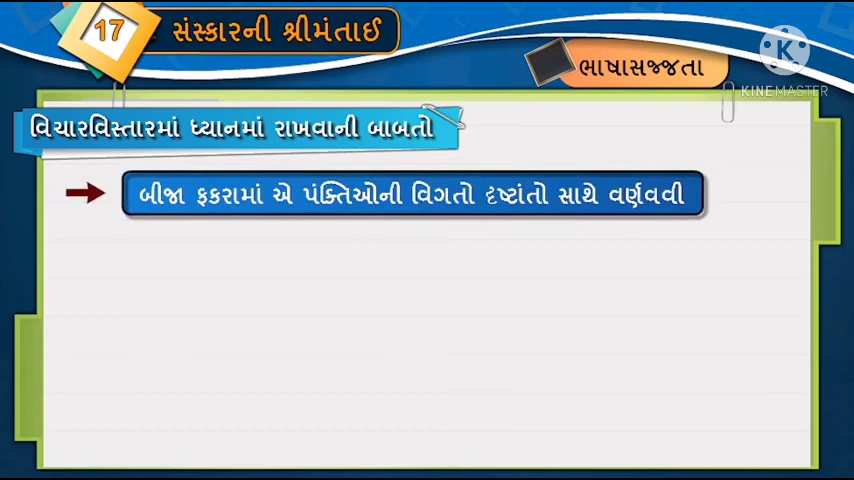 17
સંસ્કારની શ્રીમંતાઈ
ભાષાસજ્જતા
KINEMASTER
વિચારવિસ્તારમાં ધ્યાનમાં રાખવાની બાબતો
બીજા ફકરામાં એ પંક્તિઓની વિગતો દૃષ્ટાંતો સાથે વર્ણવવી